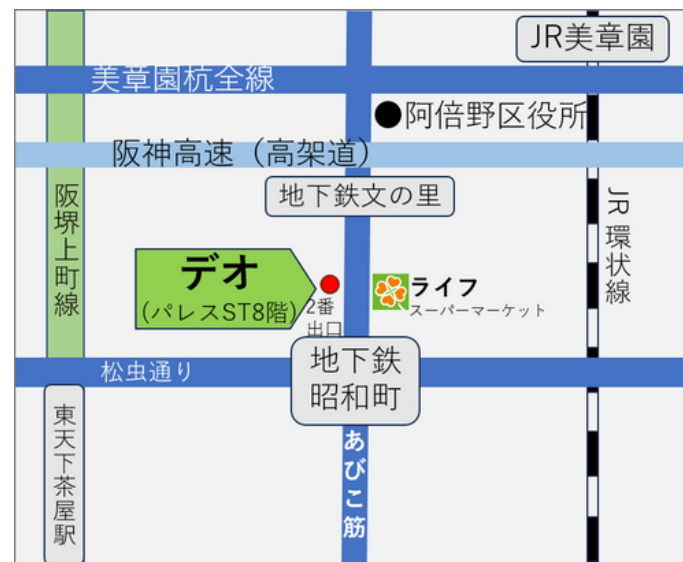 JR美章園
美章園杭全線
阿倍野区役所
阪神高速（高架道）
地下鉄文の里
阪堺上町線
JR環状線
デオ
(パレスST8階)
2番
出口
ライフ
スーパーマーケット
松虫通り
地下鉄
昭和町
東天下茶屋駅
あびこ筋